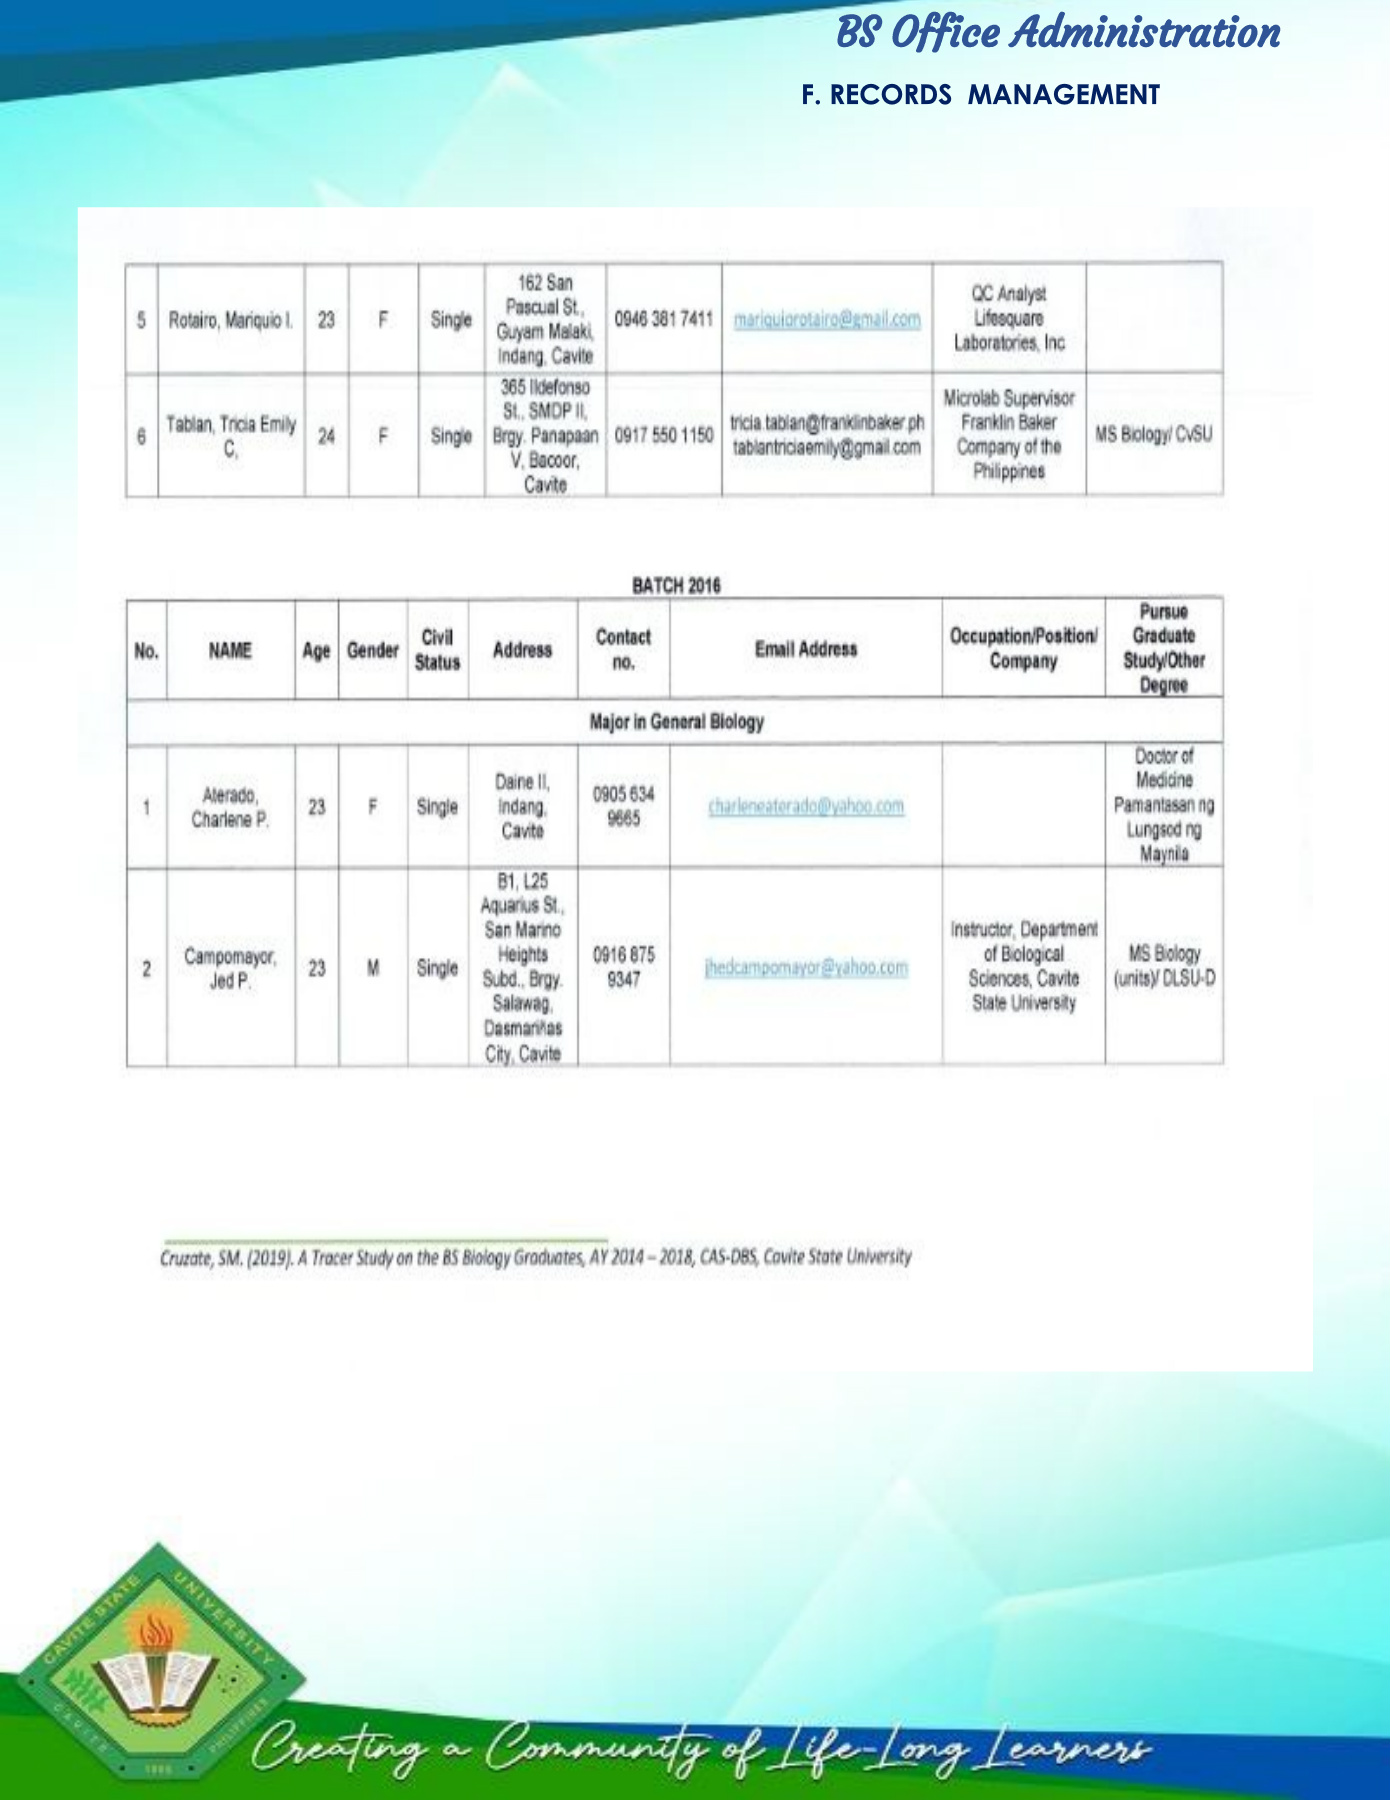 BS Office Administration
F. RECORDS MANAGEMENT
5 Rotairo, Mariquio I. 23 F Single 162 San Pascual St., Guyam Malaki, Indang, Cavite 0946 381 7411 mariquiorotairo@gmail.com QC Analyst Lifesquare Laboratories, Inc
6 Tablan, Tricia Emily C. 24 F Single 365 Ildefonso St., SMDP II, Brgy. Panapaan V, Bacoor, Cavite 0917 550 1150 tricia.tablan@franklinbaker.ph tablantriciaemily@gmail.com Microlab Supervisor Franklin Baker Company of the Philippines MS Biology/ CvSU
BATCH 2016
No. NAME Age Gender Civil Status Address Contact no. Email Address Occupation/Position/ Company Pursue Graduate Study/Other Degree
Major in General Biology
1 Aterado, Charlene P. 23 F Single Daine II, Indang, Cavite 0905 634 9665 charleneaterado@yahoo.com Doctor of Medicine Pamantasan ng Lungsod ng Maynila
2 Campomayor, Jed P. 23 M Single B1, L25 Aquarius St., San Marino Heights Subd., Brgy. Salawag, Dasmariñas City, Cavite 0916 875 9347 jhedcampomayor@yahoo.com Instructor, Department of Biological Sciences, Cavite State University MS Biology (units)/ DLSU-D
Cruzate, SM. (2019). A Tracer Study on the BS Biology Graduates, AY 2014 – 2018, CAS-DBS, Cavite State University
CAVITE STATE UNIVERSITY
CAVITE 1906 PHILIPPINES
Creating a Community of Life-Long Learners